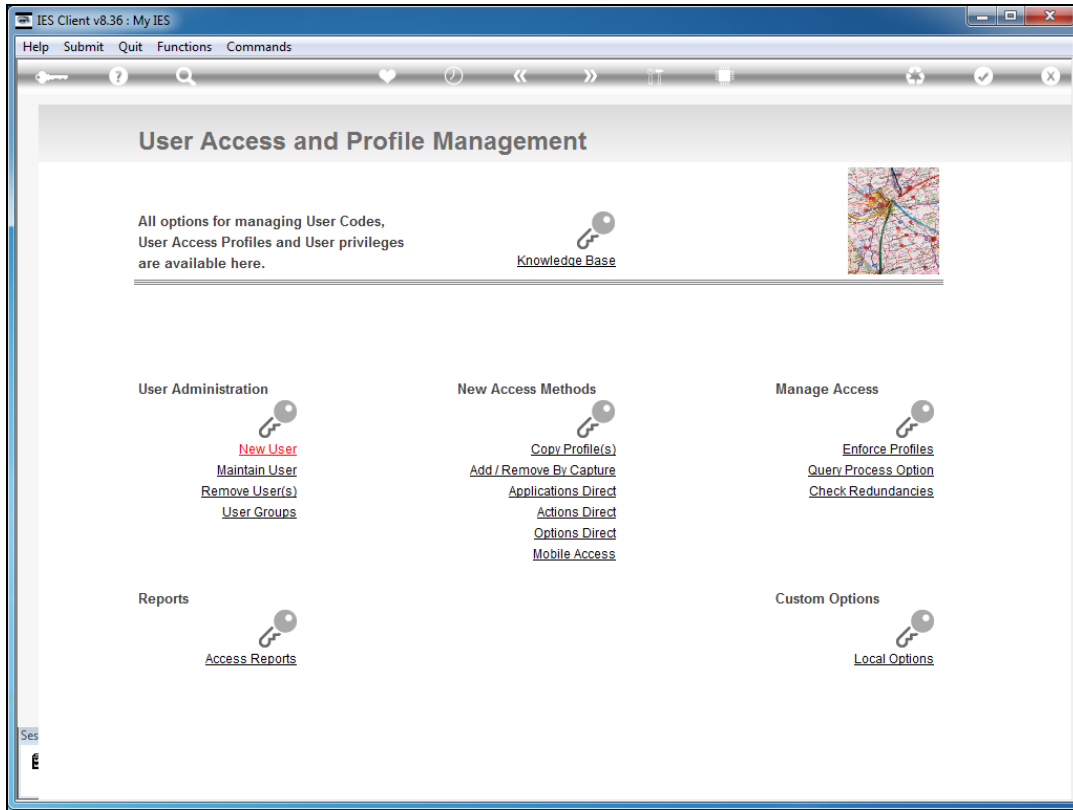 IES Client v8.36 : My IES
Help Submit Quit Functions Commands
User Access and Profile Management
All options for managing User Codes,
User Access Profiles and User privileges
are available here.
Knowledge Base
User Administration
New User
Maintain User
Remove User(s)
User Groups
New Access Methods
Copy Profile(s)
Add / Remove By Capture
Applications Direct
Actions Direct
Options Direct
Mobile Access
Manage Access
Enforce Profiles
Query Process Option
Check Redundancies
Reports
Access Reports
Custom Options
Local Options
Ses